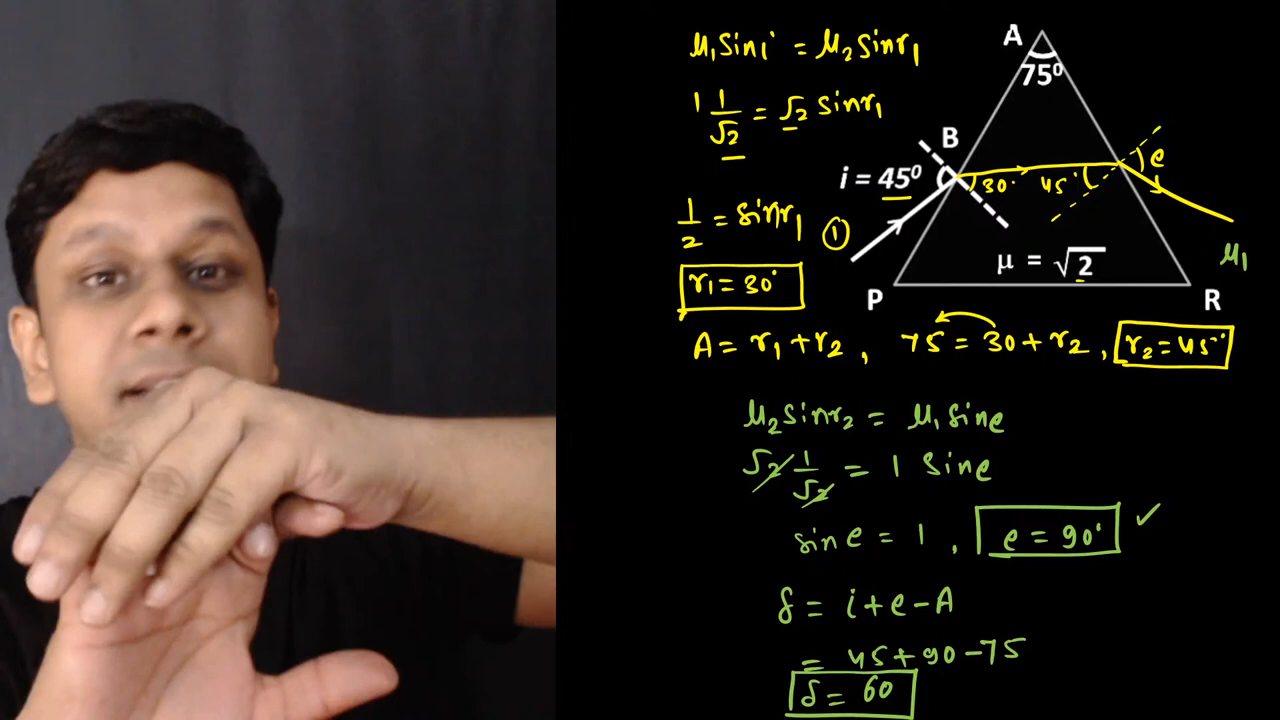 μ₁ sin i = μ₂ sin r₁
1 1/√2 = √2 sin r₁
1/2 = sin r₁
r₁ = 30°
A
75°
B
i = 45°
①
30°
45°
e
μ₁
μ = √2
P
R
A = r₁ + r₂ , 75 = 30 + r₂ , r₂ = 45°
μ₂ sin r₂ = μ₁ sin e
√2 1/√2 = 1 sin e
sin e = 1 , e = 90° ✓
δ = i + e - A
= 45 + 90 - 75
δ = 60